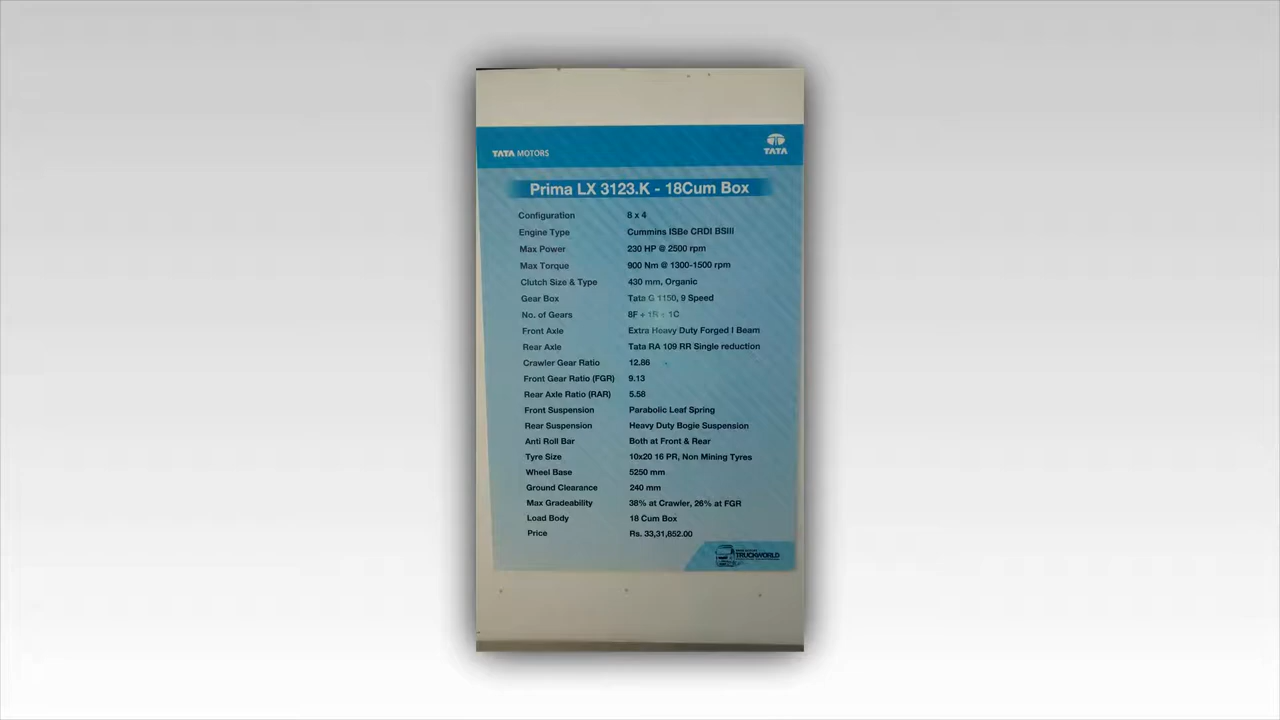 TATA MOTORS
TATA
Prima LX 3123.K - 18Cum Box
Configuration 8 x 4
Engine Type Cummins ISBe CRDI BSIII
Max Power 230 HP @ 2500 rpm
Max Torque 900 Nm @ 1300-1500 rpm
Clutch Size & Type 430 mm, Organic
Gear Box Tata G 1150, 9 Speed
No. of Gears 8F + 1R + 1C
Front Axle Extra Heavy Duty Forged I Beam
Rear Axle Tata RA 109 RR Single reduction
Crawler Gear Ratio 12.86
Front Gear Ratio (FGR) 9.13
Rear Axle Ratio (RAR) 5.58
Front Suspension Parabolic Leaf Spring
Rear Suspension Heavy Duty Bogie Suspension
Anti Roll Bar Both at Front & Rear
Tyre Size 10x20 16 PR, Non Mining Tyres
Wheel Base 5250 mm
Ground Clearance 240 mm
Max Gradeability 38% at Crawler, 26% at FGR
Load Body 18 Cum Box
Price Rs. 33,31,852.00
TRUCKWORLD